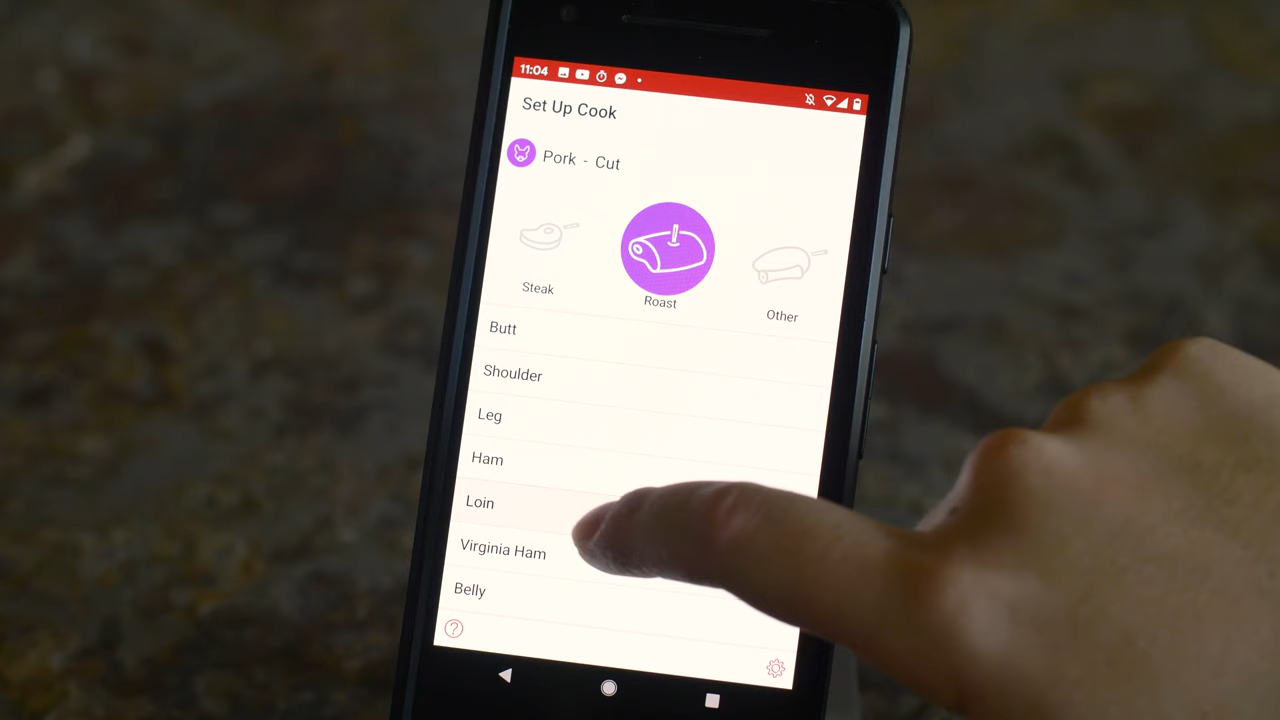 11:04
Set Up Cook
Pork - Cut
Steak
Roast
Other
Butt
Shoulder
Leg
Ham
Loin
Virginia Ham
Belly
?